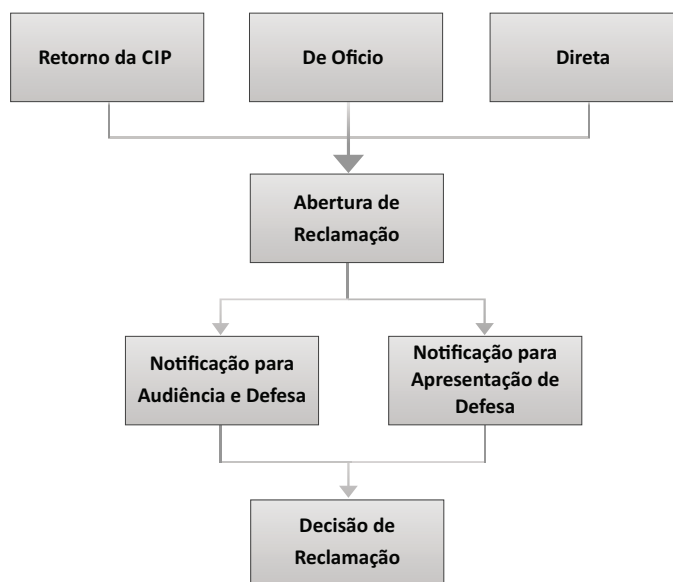 Retorno da CIP
De Oficio
Direta
Abertura de
Reclamação
Notificação para
Audiência e Defesa
Notificação para
Apresentação de
Defesa
Decisão de
Reclamação